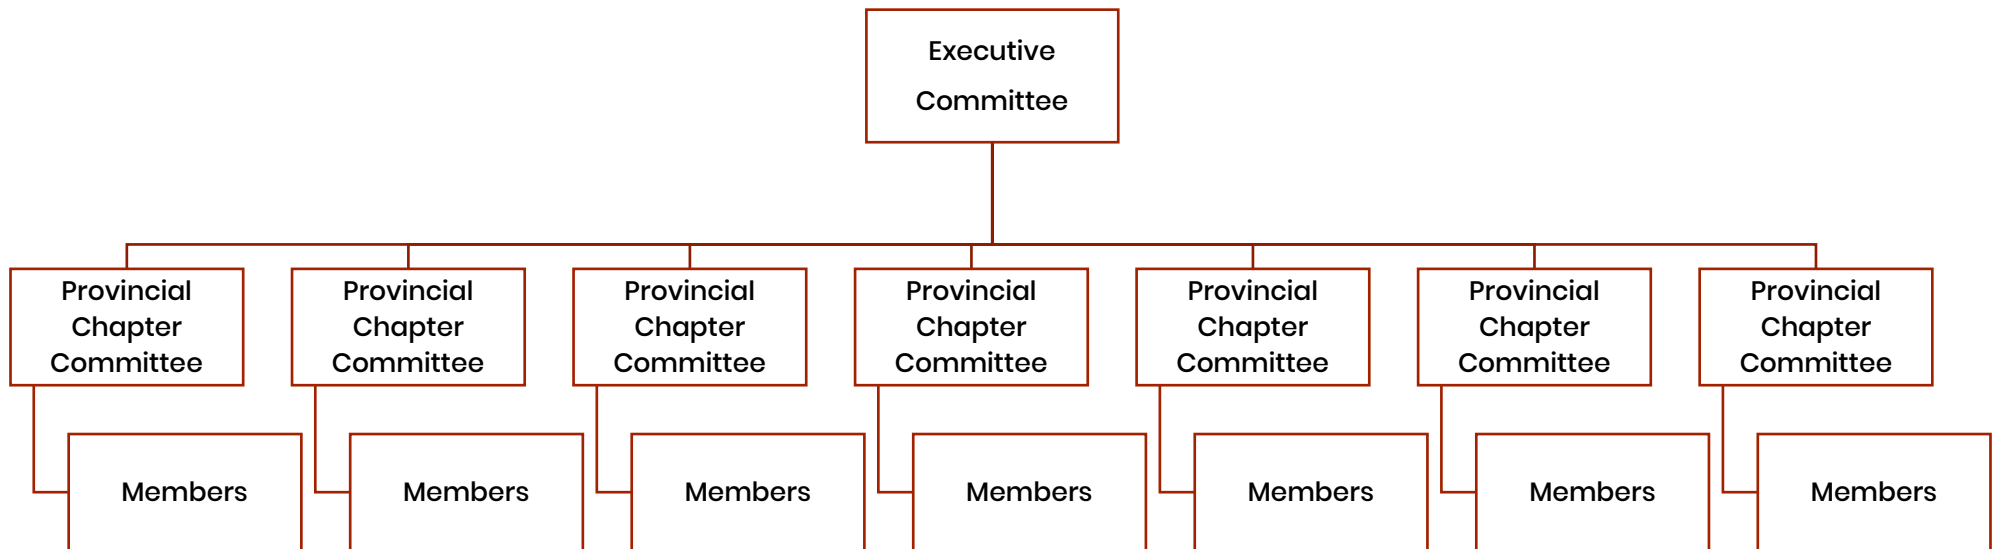 Executive
Committee
Provincial
Chapter
Committee
Provincial
Chapter
Committee
Provincial
Chapter
Committee
Provincial
Chapter
Committee
Provincial
Chapter
Committee
Provincial
Chapter
Committee
Provincial
Chapter
Committee
Members
Members
Members
Members
Members
Members
Members